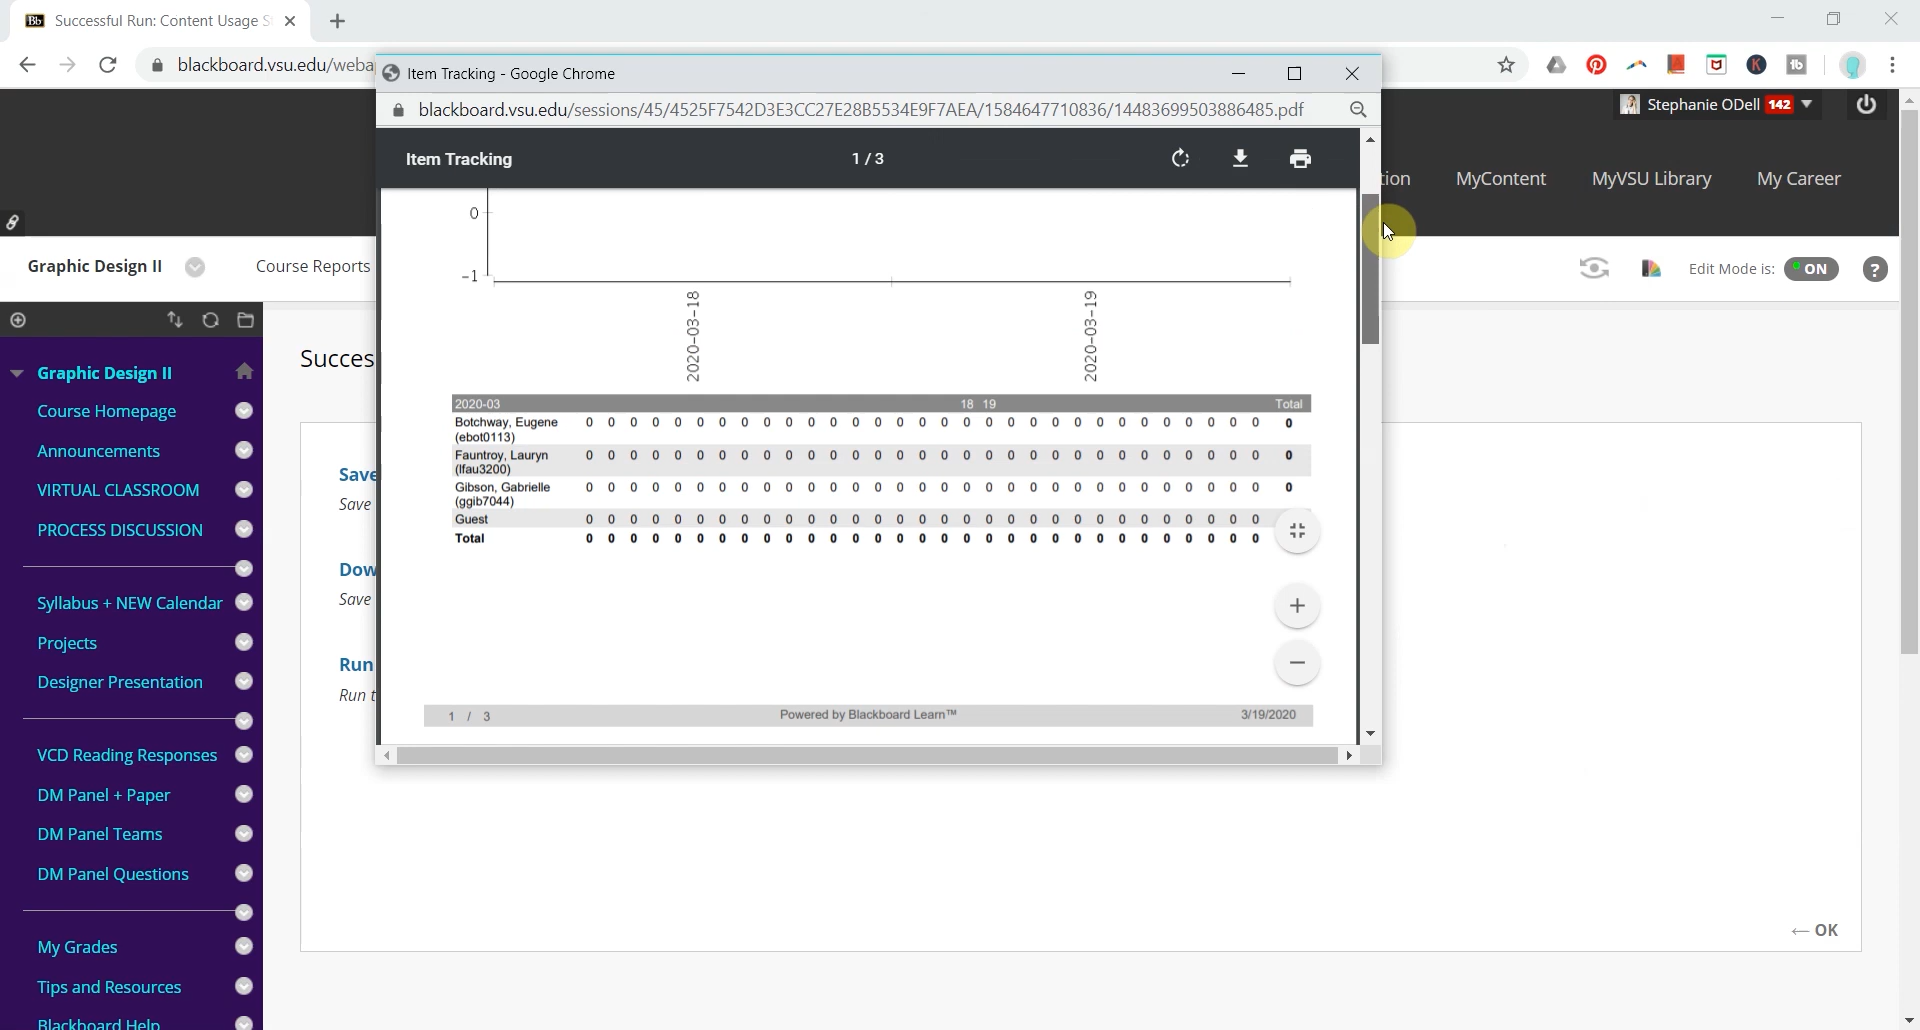 Bb Successful Run: Content Usage S
blackboard.vsu.edu/weba
Item Tracking - Google Chrome
blackboard.vsu.edu/sessions/45/4525F7542D3E3CC27E28B5534E9F7AEA/1584647710836/14483699503886485.pdf
Stephanie ODell 142
Item Tracking 1 / 3
tion MyContent MyVSU Library My Career
Graphic Design II Course Reports
Edit Mode is: ON ?
Graphic Design II
Course Homepage
Announcements
VIRTUAL CLASSROOM
PROCESS DISCUSSION
Syllabus + NEW Calendar
Projects
Designer Presentation
VCD Reading Responses
DM Panel + Paper
DM Panel Teams
DM Panel Questions
My Grades
Tips and Resources
Blackboard Help
Succes
Save
Save
Dow
Save
Run
Run t
0
-1
2020-03-18
2020-03-19
2020-03 18 19 Total
Botchway, Eugene 0 0 0 0 0 0 0 0 0 0 0 0 0 0 0 0 0 0 0 0 0 0 0 0 0 0 0 0 0 0 0 0
(ebot0113)
Fauntroy, Lauryn 0 0 0 0 0 0 0 0 0 0 0 0 0 0 0 0 0 0 0 0 0 0 0 0 0 0 0 0 0 0 0 0
(lfau3200)
Gibson, Gabrielle 0 0 0 0 0 0 0 0 0 0 0 0 0 0 0 0 0 0 0 0 0 0 0 0 0 0 0 0 0 0 0 0
(ggib7044)
Guest 0 0 0 0 0 0 0 0 0 0 0 0 0 0 0 0 0 0 0 0 0 0 0 0 0 0 0 0 0 0 0
Total 0 0 0 0 0 0 0 0 0 0 0 0 0 0 0 0 0 0 0 0 0 0 0 0 0 0 0 0 0 0 0
1 / 3 Powered by Blackboard Learn™ 3/19/2020
← OK